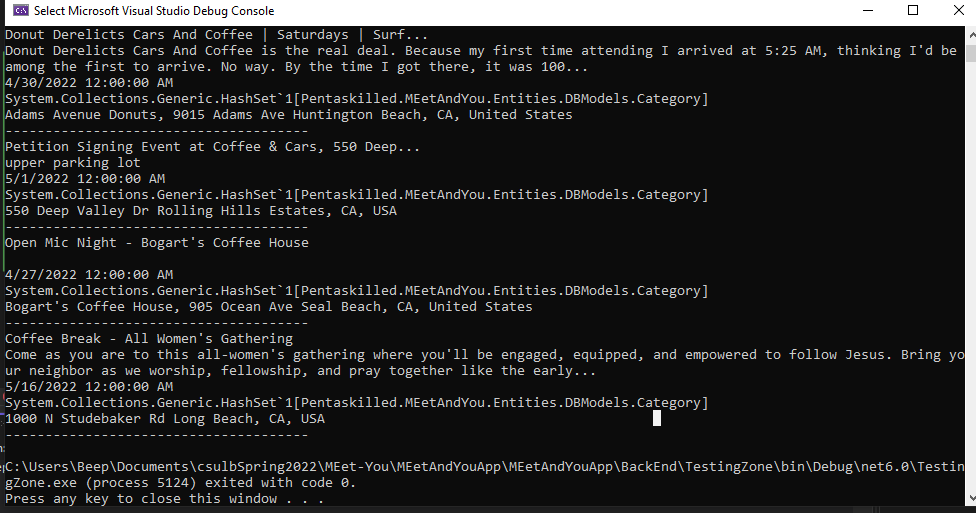 Select Microsoft Visual Studio Debug Console
Donut Derelicts Cars And Coffee | Saturdays | Surf...
Donut Derelicts Cars And Coffee is the real deal. Because my first time attending I arrived at 5:25 AM, thinking I'd be
among the first to arrive. No way. By the time I got there, it was 100...
4/30/2022 12:00:00 AM
System.Collections.Generic.HashSet`1[Pentaskilled.MEetAndYou.Entities.DBModels.Category]
Adams Avenue Donuts, 9015 Adams Ave Huntington Beach, CA, United States
--------------------------------------
Petition Signing Event at Coffee & Cars, 550 Deep...
upper parking lot
5/1/2022 12:00:00 AM
System.Collections.Generic.HashSet`1[Pentaskilled.MEetAndYou.Entities.DBModels.Category]
550 Deep Valley Dr Rolling Hills Estates, CA, USA
--------------------------------------
Open Mic Night - Bogart's Coffee House
4/27/2022 12:00:00 AM
System.Collections.Generic.HashSet`1[Pentaskilled.MEetAndYou.Entities.DBModels.Category]
Bogart's Coffee House, 905 Ocean Ave Seal Beach, CA, United States
--------------------------------------
Coffee Break - All Women's Gathering
Come as you are to this all-women's gathering where you'll be engaged, equipped, and empowered to follow Jesus. Bring yo
ur neighbor as we worship, fellowship, and pray together like the early...
5/16/2022 12:00:00 AM
System.Collections.Generic.HashSet`1[Pentaskilled.MEetAndYou.Entities.DBModels.Category]
1000 N Studebaker Rd Long Beach, CA, USA
--------------------------------------
C:\Users\Beep\Documents\csulbSpring2022\MEet-You\MEetAndYouApp\MEetAndYouApp\BackEnd\TestingZone\bin\Debug\net6.0\Testin
gZone.exe (process 5124) exited with code 0.
Press any key to close this window . . .